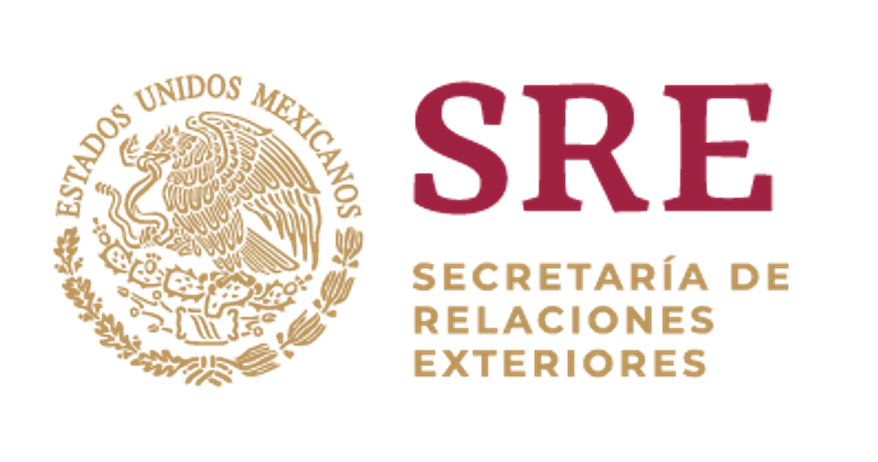 ESTADOS UNIDOS MEXICANOS
SRE
SECRETARÍA DE
RELACIONES
EXTERIORES